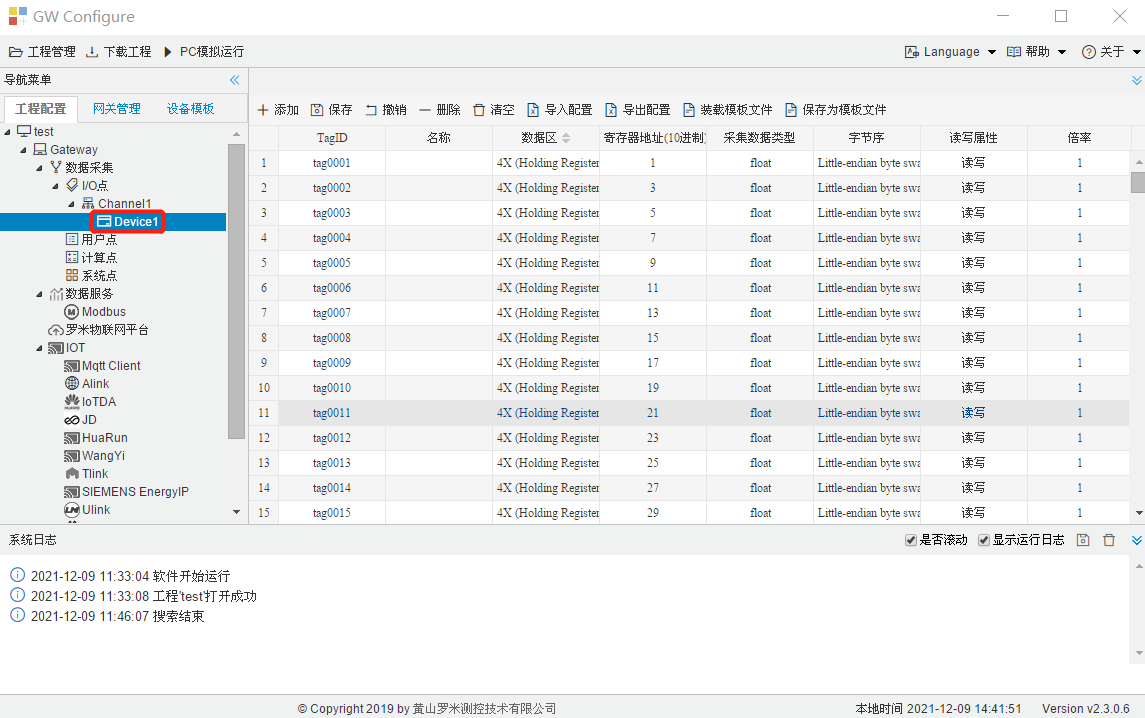 GW Configure
工程管理 下载工程 PC模拟运行 Language 帮助 关于
导航菜单
工程配置 网关管理 设备模板
添加 保存 撤销 删除 清空 导入配置 导出配置 装载模板文件 保存为模板文件
test
Gateway
数据采集
I/O点
Channel1
Device1
用户点
计算点
系统点
数据服务
Modbus
罗米物联网平台
IOT
Mqtt Client
Alink
IoTDA
JD
HuaRun
WangYi
Tlink
SIEMENS EnergyIP
Ulink
TagID 名称 数据区 寄存器地址(10进制) 采集数据类型 字节序 读写属性 倍率
1 tag0001 4X (Holding Register 1 float Little-endian byte swa 读写 1
2 tag0002 4X (Holding Register 3 float Little-endian byte swa 读写 1
3 tag0003 4X (Holding Register 5 float Little-endian byte swa 读写 1
4 tag0004 4X (Holding Register 7 float Little-endian byte swa 读写 1
5 tag0005 4X (Holding Register 9 float Little-endian byte swa 读写 1
6 tag0006 4X (Holding Register 11 float Little-endian byte swa 读写 1
7 tag0007 4X (Holding Register 13 float Little-endian byte swa 读写 1
8 tag0008 4X (Holding Register 15 float Little-endian byte swa 读写 1
9 tag0009 4X (Holding Register 17 float Little-endian byte swa 读写 1
10 tag0010 4X (Holding Register 19 float Little-endian byte swa 读写 1
11 tag0011 4X (Holding Register 21 float Little-endian byte swa 读写 1
12 tag0012 4X (Holding Register 23 float Little-endian byte swa 读写 1
13 tag0013 4X (Holding Register 25 float Little-endian byte swa 读写 1
14 tag0014 4X (Holding Register 27 float Little-endian byte swa 读写 1
15 tag0015 4X (Holding Register 29 float Little-endian byte swa 读写 1
系统日志 是否滚动 显示运行日志
2021-12-09 11:33:04 软件开始运行
2021-12-09 11:33:08 工程'test'打开成功
2021-12-09 11:46:07 搜索结束
© Copyright 2019 by 黄山罗米测控技术有限公司 本地时间 2021-12-09 14:41:51 Version v2.3.0.6